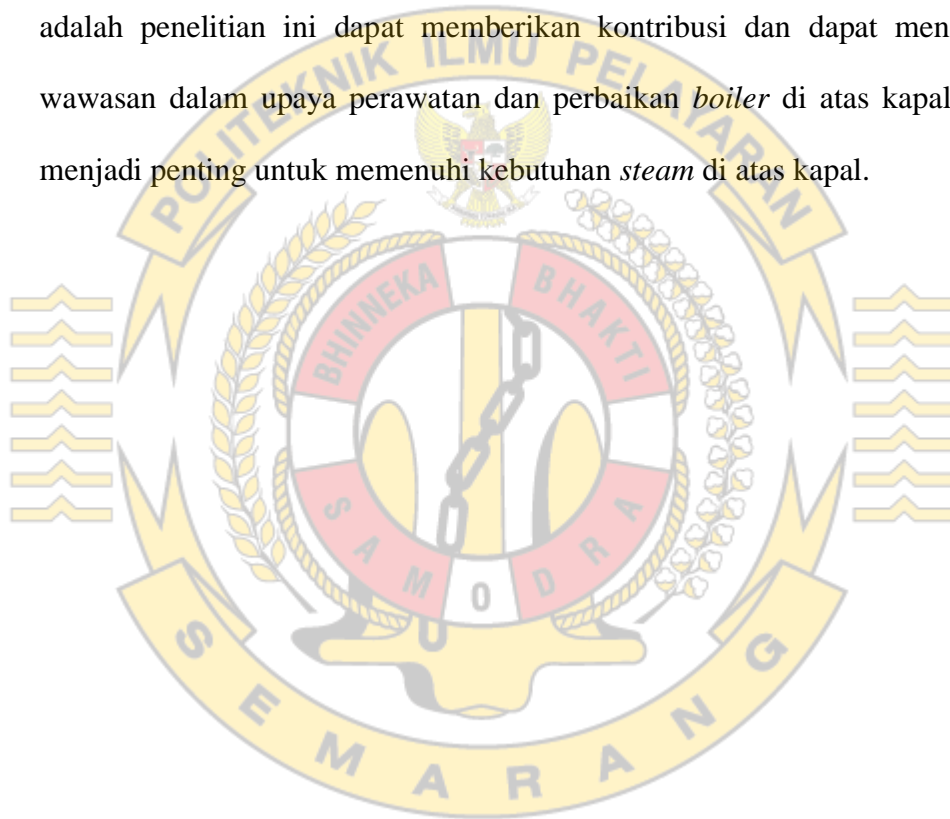 adalah penelitian ini dapat memberikan kontribusi dan dapat men
wawasan dalam upaya perawatan dan perbaikan boiler di atas kapal
menjadi penting untuk memenuhi kebutuhan steam di atas kapal.
POLITEKNIK ILMU PELAYARAN
BHINNEKA BHAKTI
SAMODRA
SEMARANG